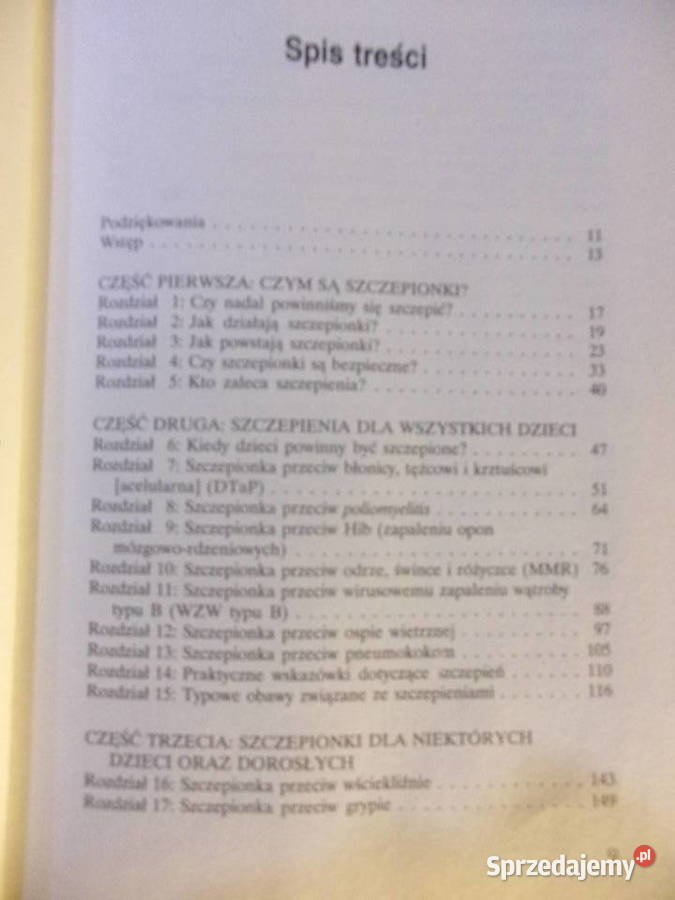 Spis treści
Podziękowania . . . . . . . . . . . . . . . . . . . . . . . . . . 11
Wstęp . . . . . . . . . . . . . . . . . . . . . . . . . . . . . . 13
CZĘŚĆ PIERWSZA: CZYM SĄ SZCZEPIONKI?
Rozdział 1: Czy nadal powinniśmy się szczepić? . . . . . . . . 17
Rozdział 2: Jak działają szczepionki? . . . . . . . . . . . . . 19
Rozdział 3: Jak powstają szczepionki? . . . . . . . . . . . . . 23
Rozdział 4: Czy szczepionki są bezpieczne? . . . . . . . . . . 33
Rozdział 5: Kto zaleca szczepienia? . . . . . . . . . . . . . . 40
CZĘŚĆ DRUGA: SZCZEPIENIA DLA WSZYSTKICH DZIECI
Rozdział 6: Kiedy dzieci powinny być szczepione? . . . . . . . 47
Rozdział 7: Szczepionka przeciw błonicy, tężcowi i krztuścowi
[acelularna] (DTaP) . . . . . . . . . . . . . . . . . . . . . 51
Rozdział 8: Szczepionka przeciw poliomyelitis . . . . . . . . . 64
Rozdział 9: Szczepionka przeciw Hib (zapaleniu opon
mózgowo-rdzeniowych) . . . . . . . . . . . . . . . . . . . . 71
Rozdział 10: Szczepionka przeciw odrze, śwince i różyczce (MMR) 76
Rozdział 11: Szczepionka przeciw wirusowemu zapaleniu wątroby
typu B (WZW typu B) . . . . . . . . . . . . . . . . . . . . . 88
Rozdział 12: Szczepionka przeciw ospie wietrznej . . . . . . . . 97
Rozdział 13: Szczepionka przeciw pneumokokom . . . . . . . . . 105
Rozdział 14: Praktyczne wskazówki dotyczące szczepień . . . . . 110
Rozdział 15: Typowe obawy związane ze szczepieniami . . . . . . 116
CZĘŚĆ TRZECIA: SZCZEPIONKI DLA NIEKTÓRYCH
DZIECI ORAZ DOROSŁYCH
Rozdział 16: Szczepionka przeciw wściekliźnie . . . . . . . . . 143
Rozdział 17: Szczepionka przeciw grypie . . . . . . . . . . . . 149
Sprzedajemy.pl